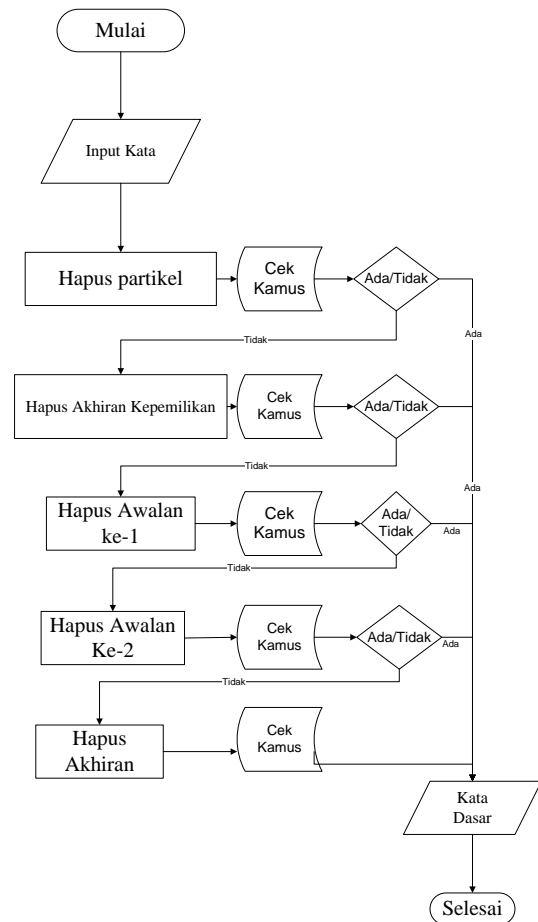 Mulai
Input Kata
Hapus partikel
Cek
Kamus
Ada/Tidak
Ada
Tidak
Hapus Akhiran Kepemilikan
Cek
Kamus
Ada/Tidak
Ada
Tidak
Hapus Awalan
ke-1
Cek
Kamus
Ada/
Tidak
Ada
Tidak
Hapus Awalan
Ke-2
Cek
Kamus
Ada/Tidak
Ada
Tidak
Hapus
Akhiran
Cek
Kamus
Kata
Dasar
Selesai